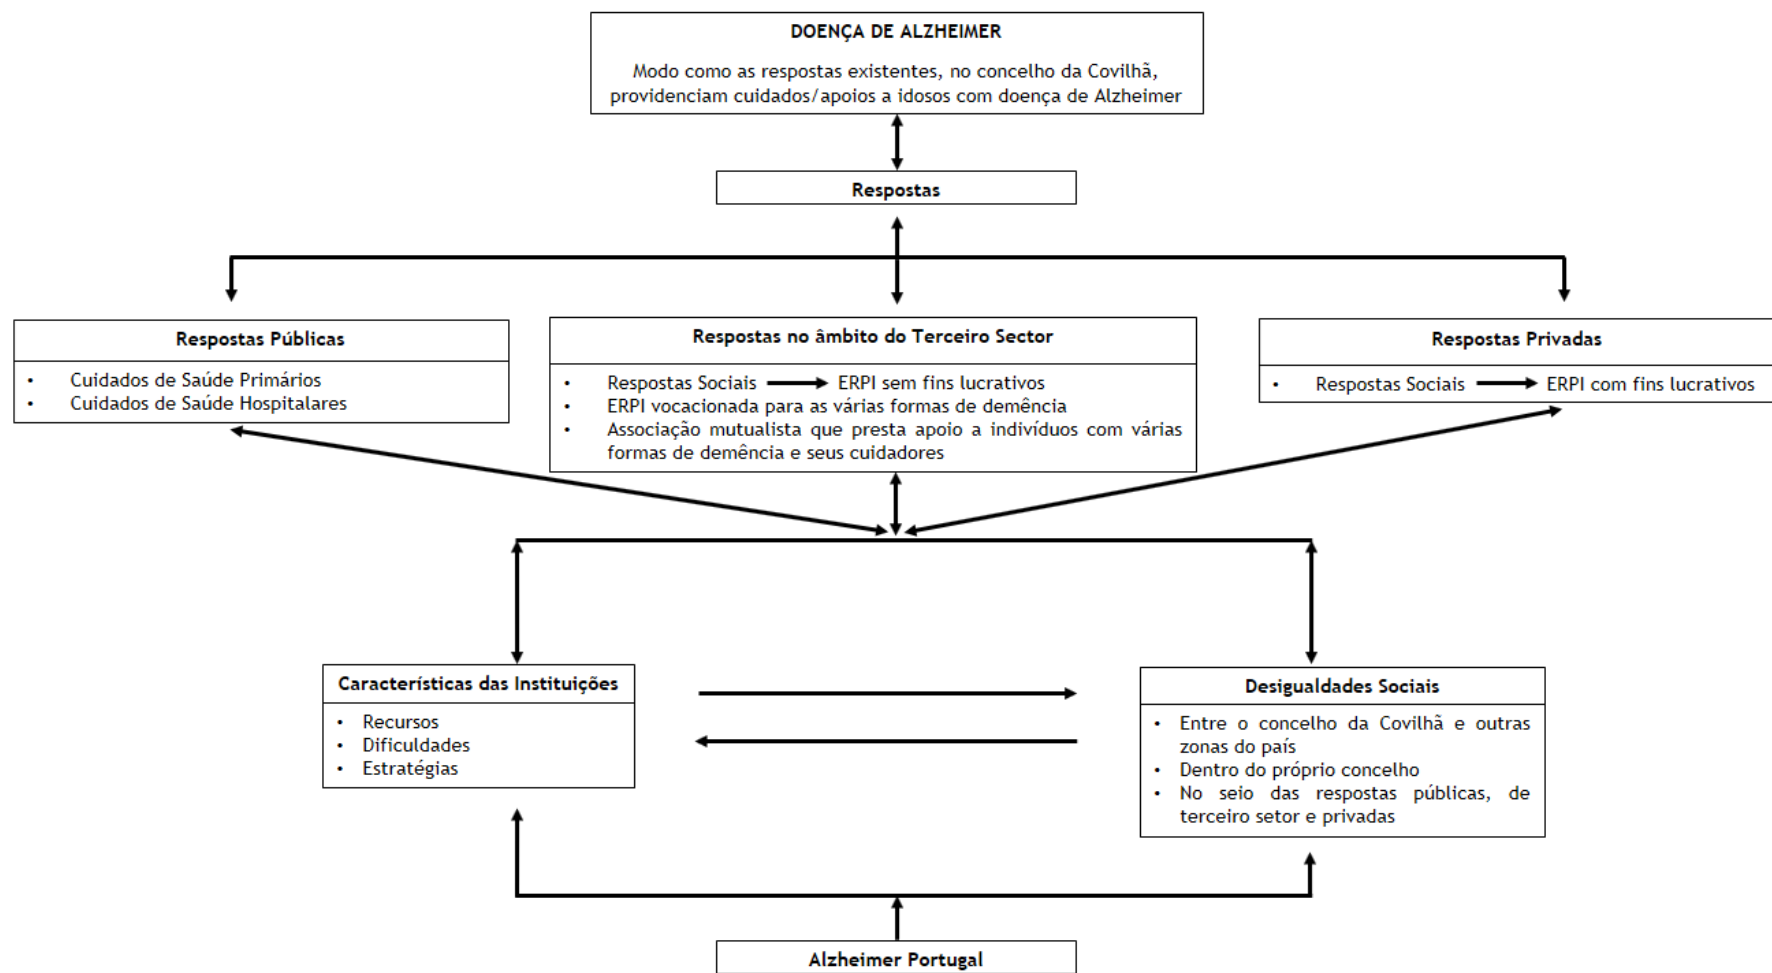 DOENÇA DE ALZHEIMER
Modo como as respostas existentes, no concelho da Covilhã,
providenciam cuidados/apoios a idosos com doença de Alzheimer
Respostas
Respostas Públicas
• Cuidados de Saúde Primários
• Cuidados de Saúde Hospitalares
Respostas no âmbito do Terceiro Sector
• Respostas Sociais ERPI sem fins lucrativos
• ERPI vocacionada para as várias formas de demência
• Associação mutualista que presta apoio a indivíduos com várias
formas de demência e seus cuidadores
Respostas Privadas
• Respostas Sociais ERPI com fins lucrativos
Características das Instituições
• Recursos
• Dificuldades
• Estratégias
Desigualdades Sociais
• Entre o concelho da Covilhã e outras
zonas do país
• Dentro do próprio concelho
• No seio das respostas públicas, de
terceiro setor e privadas
Alzheimer Portugal